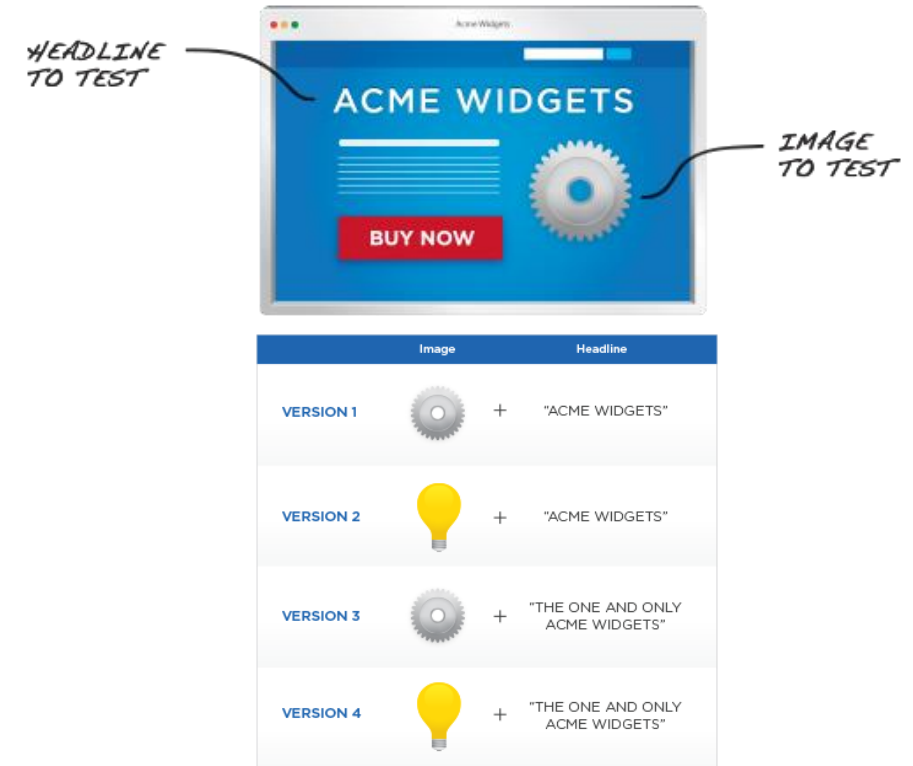 Acme Widgets
HEADLINE
TO TEST
ACME WIDGETS
IMAGE
TO TEST
BUY NOW
Image Headline
VERSION 1 + "ACME WIDGETS"
VERSION 2 + "ACME WIDGETS"
VERSION 3 + "THE ONE AND ONLY
ACME WIDGETS"
VERSION 4 + "THE ONE AND ONLY
ACME WIDGETS"